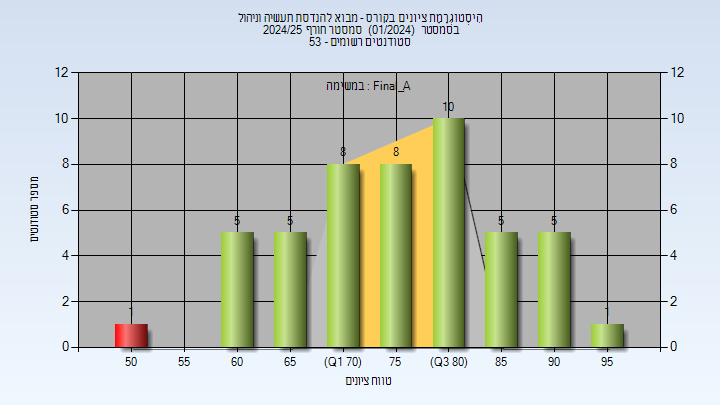 היסטוגרמת ציונים בקורס - מבוא להנדסת תעשיה וניהול
בסמסטר (01/2024) סמסטר חורף 2024/25
סטודנטים רשומים - 53
במשימה : Final_A
מספר סטודנטים
12 12
10 10
8 8
6 6
4 4
2 2
0 0
1 5 5 8 8 10 5 5 1
50 55 60 65 (Q1 70) 75 (Q3 80) 85 90 95
טווח ציונים